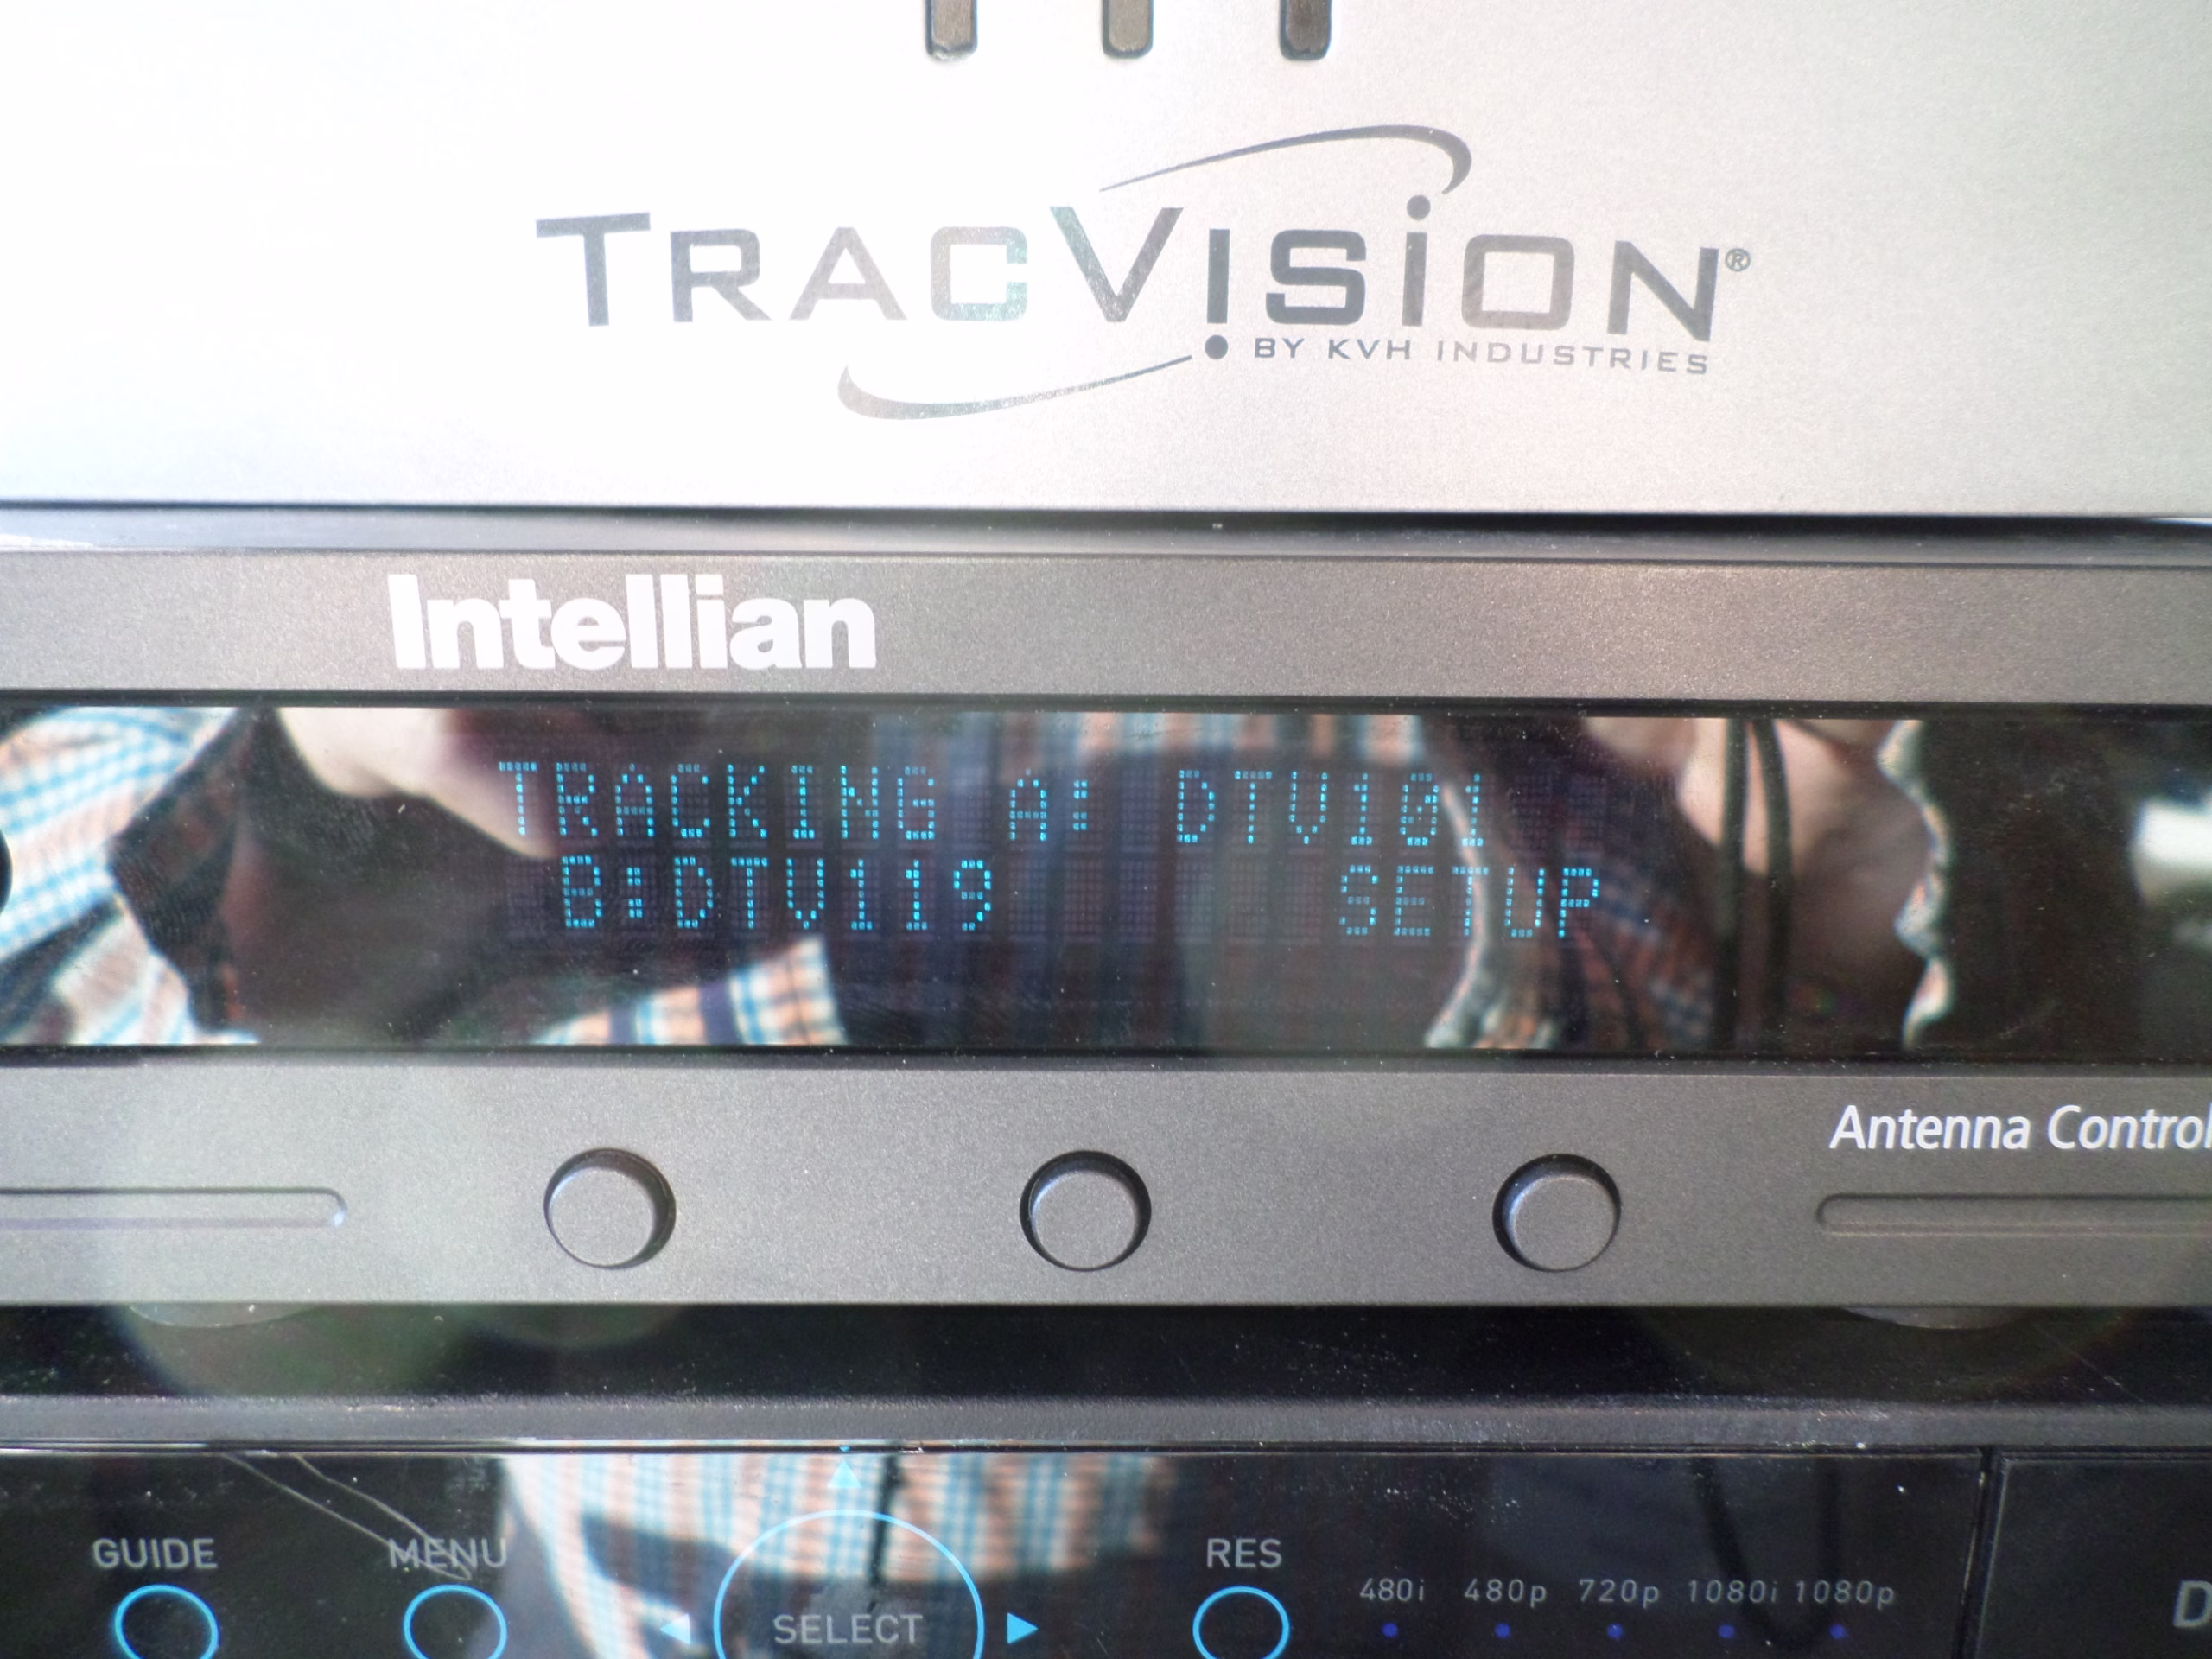 TRACVISION®
BY KVH INDUSTRIES
Intellian
TRACKING A: DTV101
B:DTV119 SETUP
Antenna Control
GUIDE MENU SELECT RES 480i 480p 720p 1080i 1080p
D